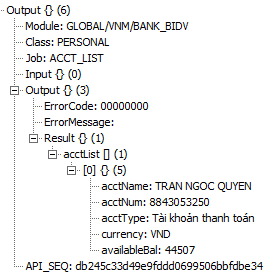 Output {} (6)
Module: GLOBAL/VNM/BANK_BIDV
Class: PERSONAL
Job: ACCT_LIST
Input {} (0)
Output {} (3)
ErrorCode: 00000000
ErrorMessage:
Result {} (1)
acctList [] (1)
[0] {} (5)
acctName: TRAN NGOC QUYEN
acctNum: 8843053250
acctType: Tài khoản thanh toán
currency: VND
availableBal: 44507
API_SEQ: db245c33d49e9fddd0699506bbfdbe34